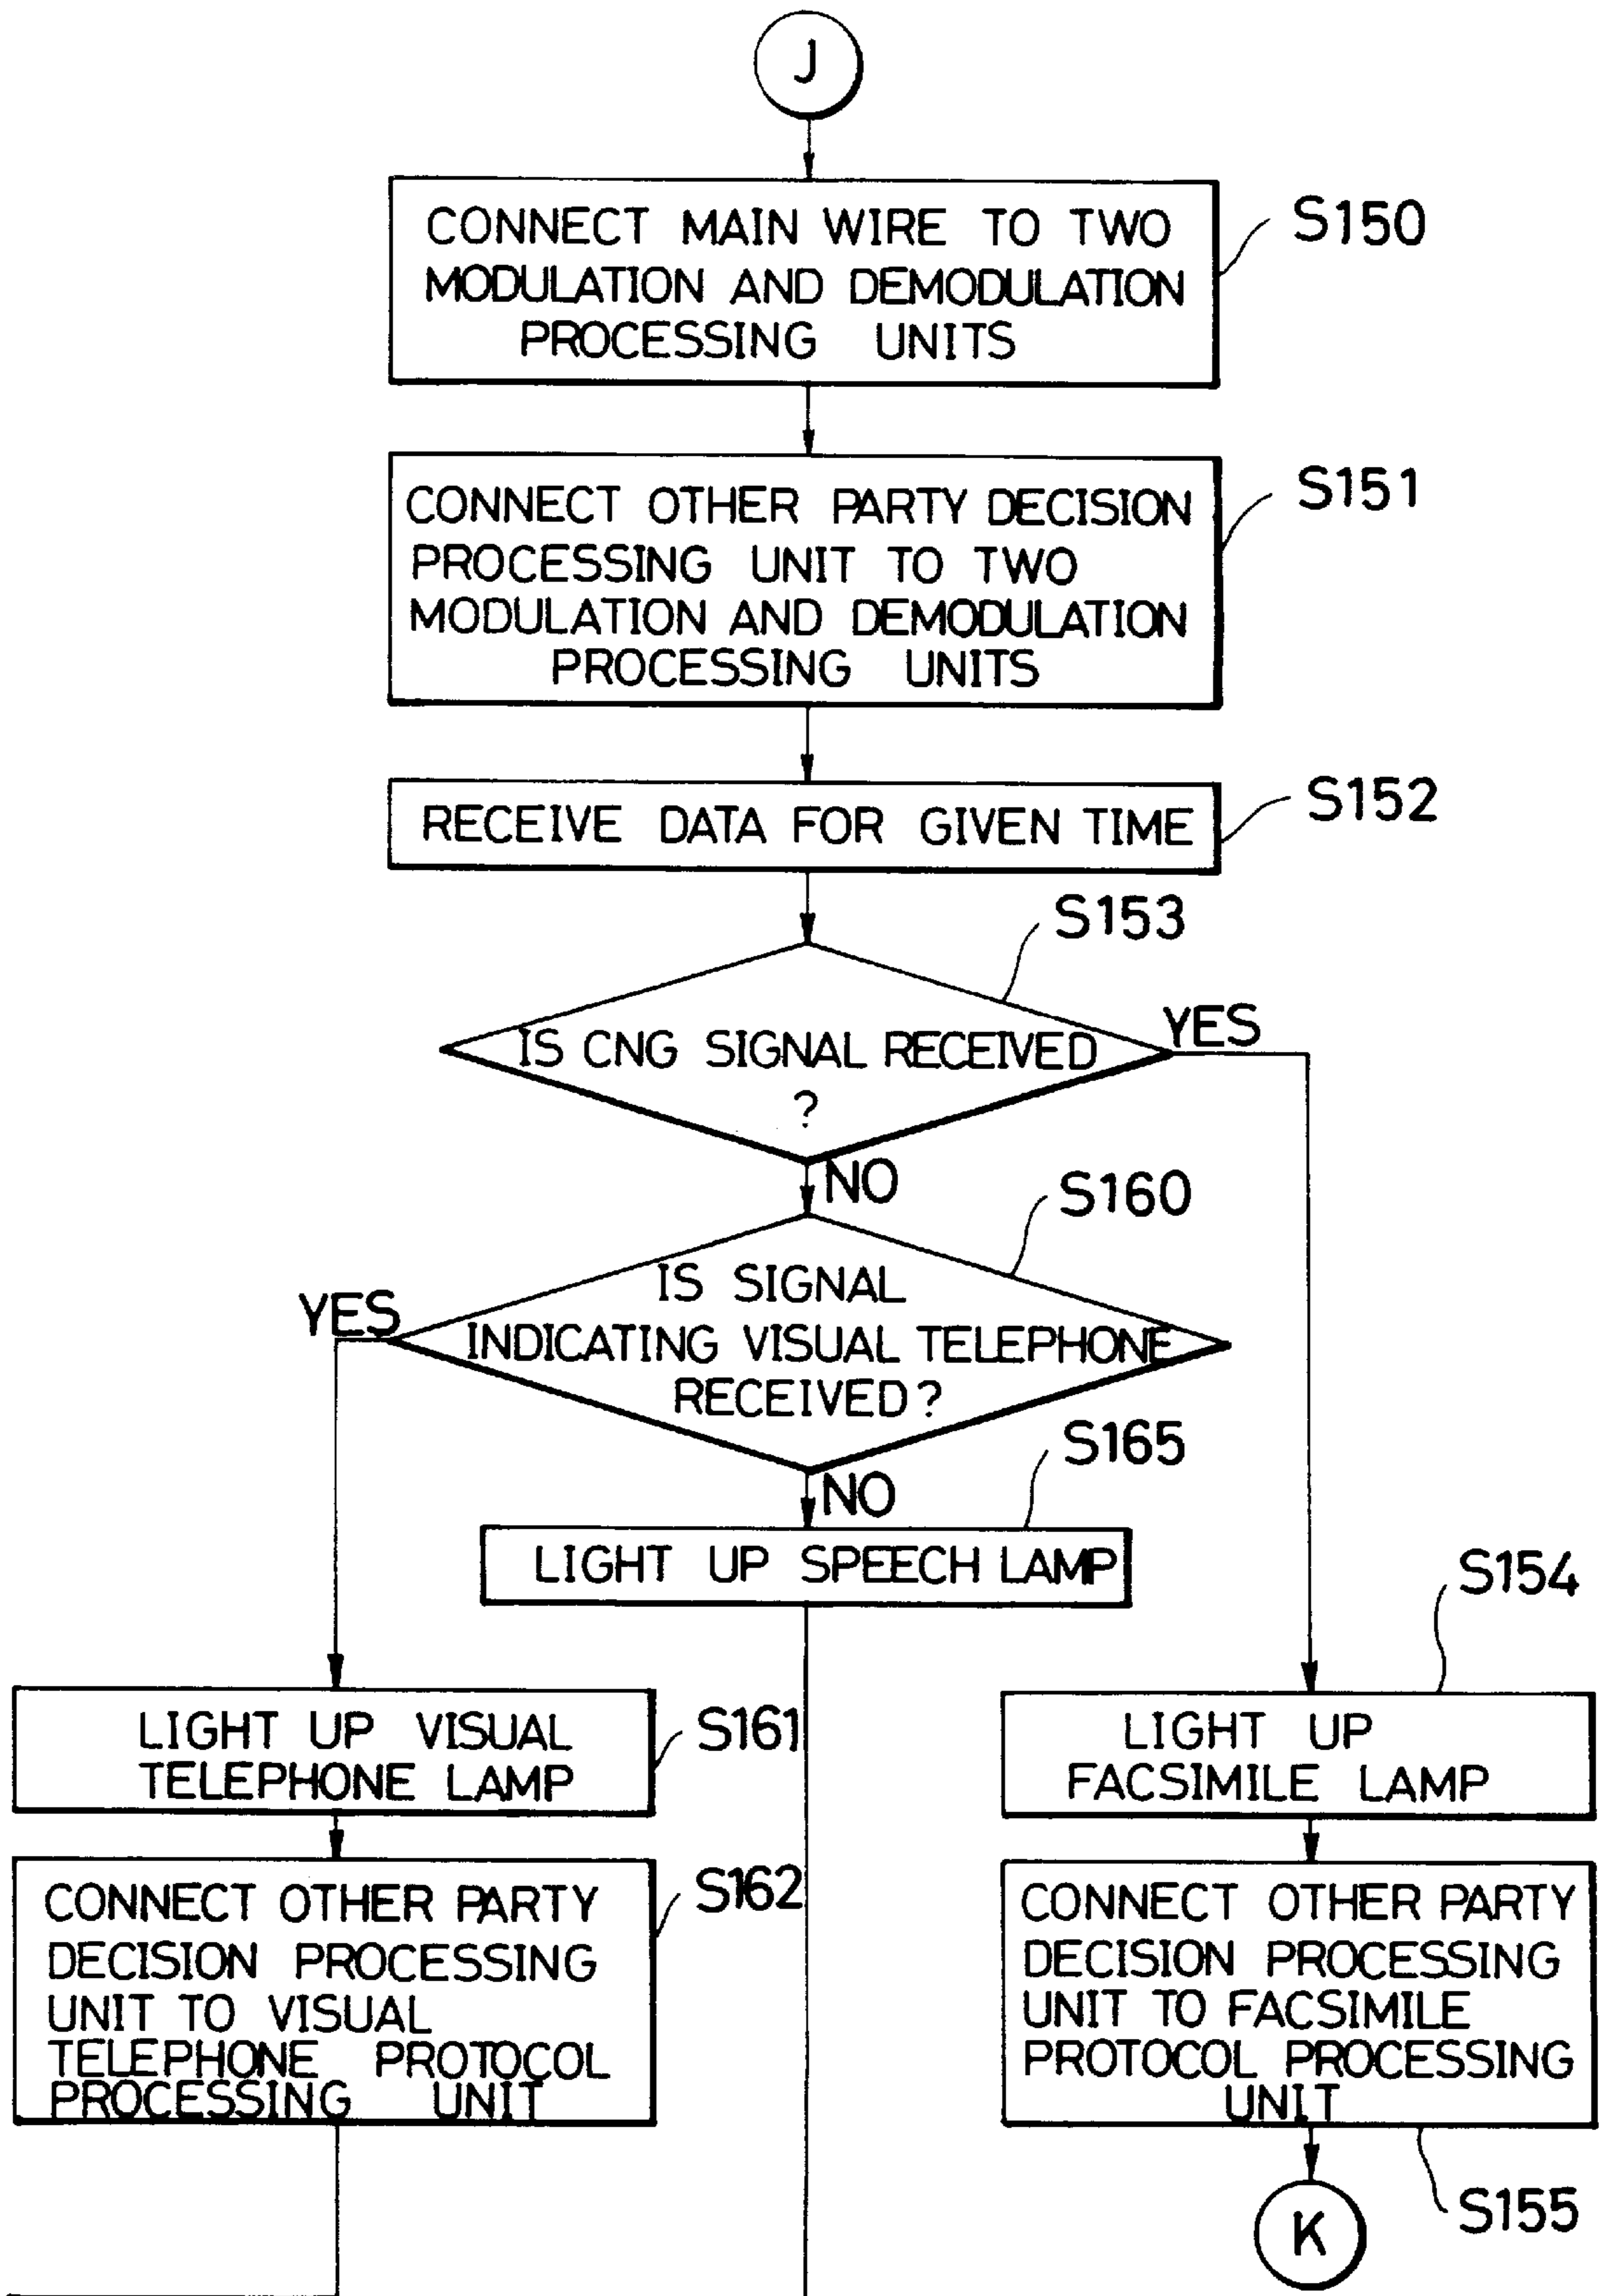 J
CONNECT MAIN WIRE TO TWO
MODULATION AND DEMODULATION
PROCESSING UNITS
S150
CONNECT OTHER PARTY DECISION
PROCESSING UNIT TO TWO
MODULATION AND DEMODULATION
PROCESSING UNITS
S151
RECEIVE DATA FOR GIVEN TIME
S152
S153
IS CNG SIGNAL RECEIVED
?
YES
NO
S160
IS SIGNAL
INDICATING VISUAL TELEPHONE
RECEIVED?
YES
NO
S165
LIGHT UP SPEECH LAMP
LIGHT UP VISUAL
TELEPHONE LAMP
S161
CONNECT OTHER PARTY
DECISION PROCESSING
UNIT TO VISUAL
TELEPHONE PROTOCOL
PROCESSING UNIT
S162
S154
LIGHT UP
FACSIMILE LAMP
CONNECT OTHER PARTY
DECISION PROCESSING
UNIT TO FACSIMILE
PROTOCOL PROCESSING
UNIT
S155
K